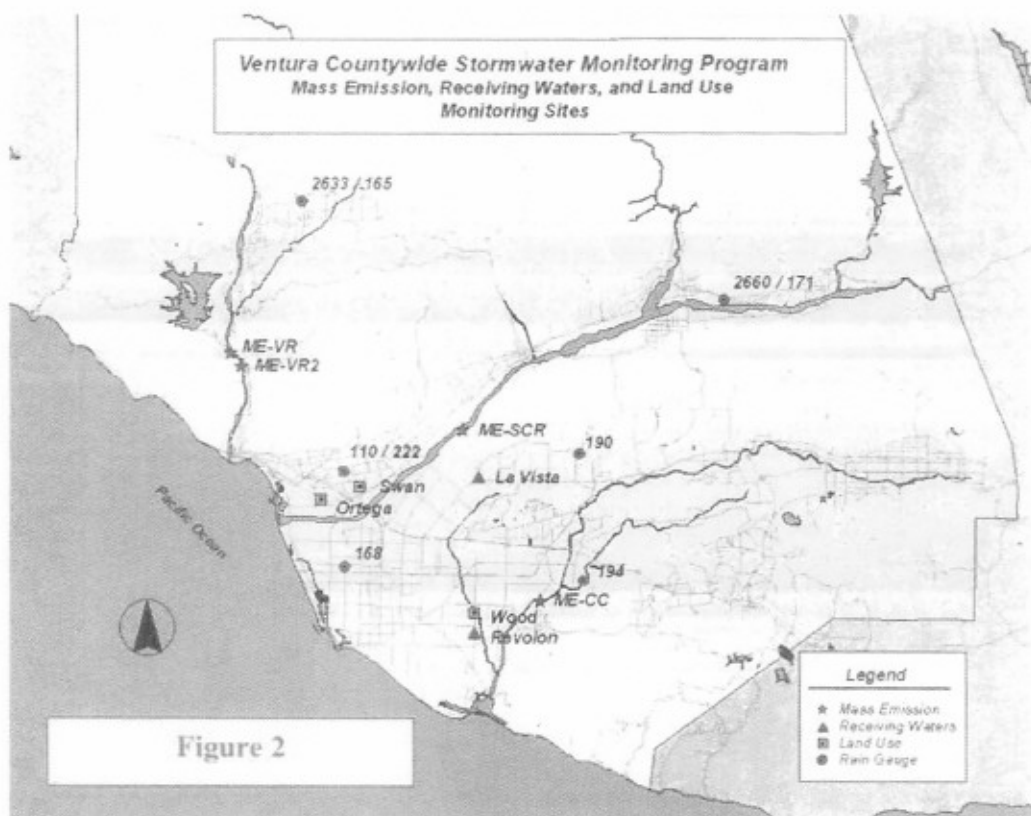 Ventura Countywide Stormwater Monitoring Program
Mass Emission, Receiving Waters, and Land Use
Monitoring Sites
2633 / 165
2660 / 171
ME-VR
ME-VR2
ME-SCR
190
110 / 222
La Vista
Swan
Ortega
Pacific Ocean
168
194
ME-CC
Wood
Revolon
Legend
Mass Emission
Receiving Waters
Land Use
Rain Gauge
Figure 2